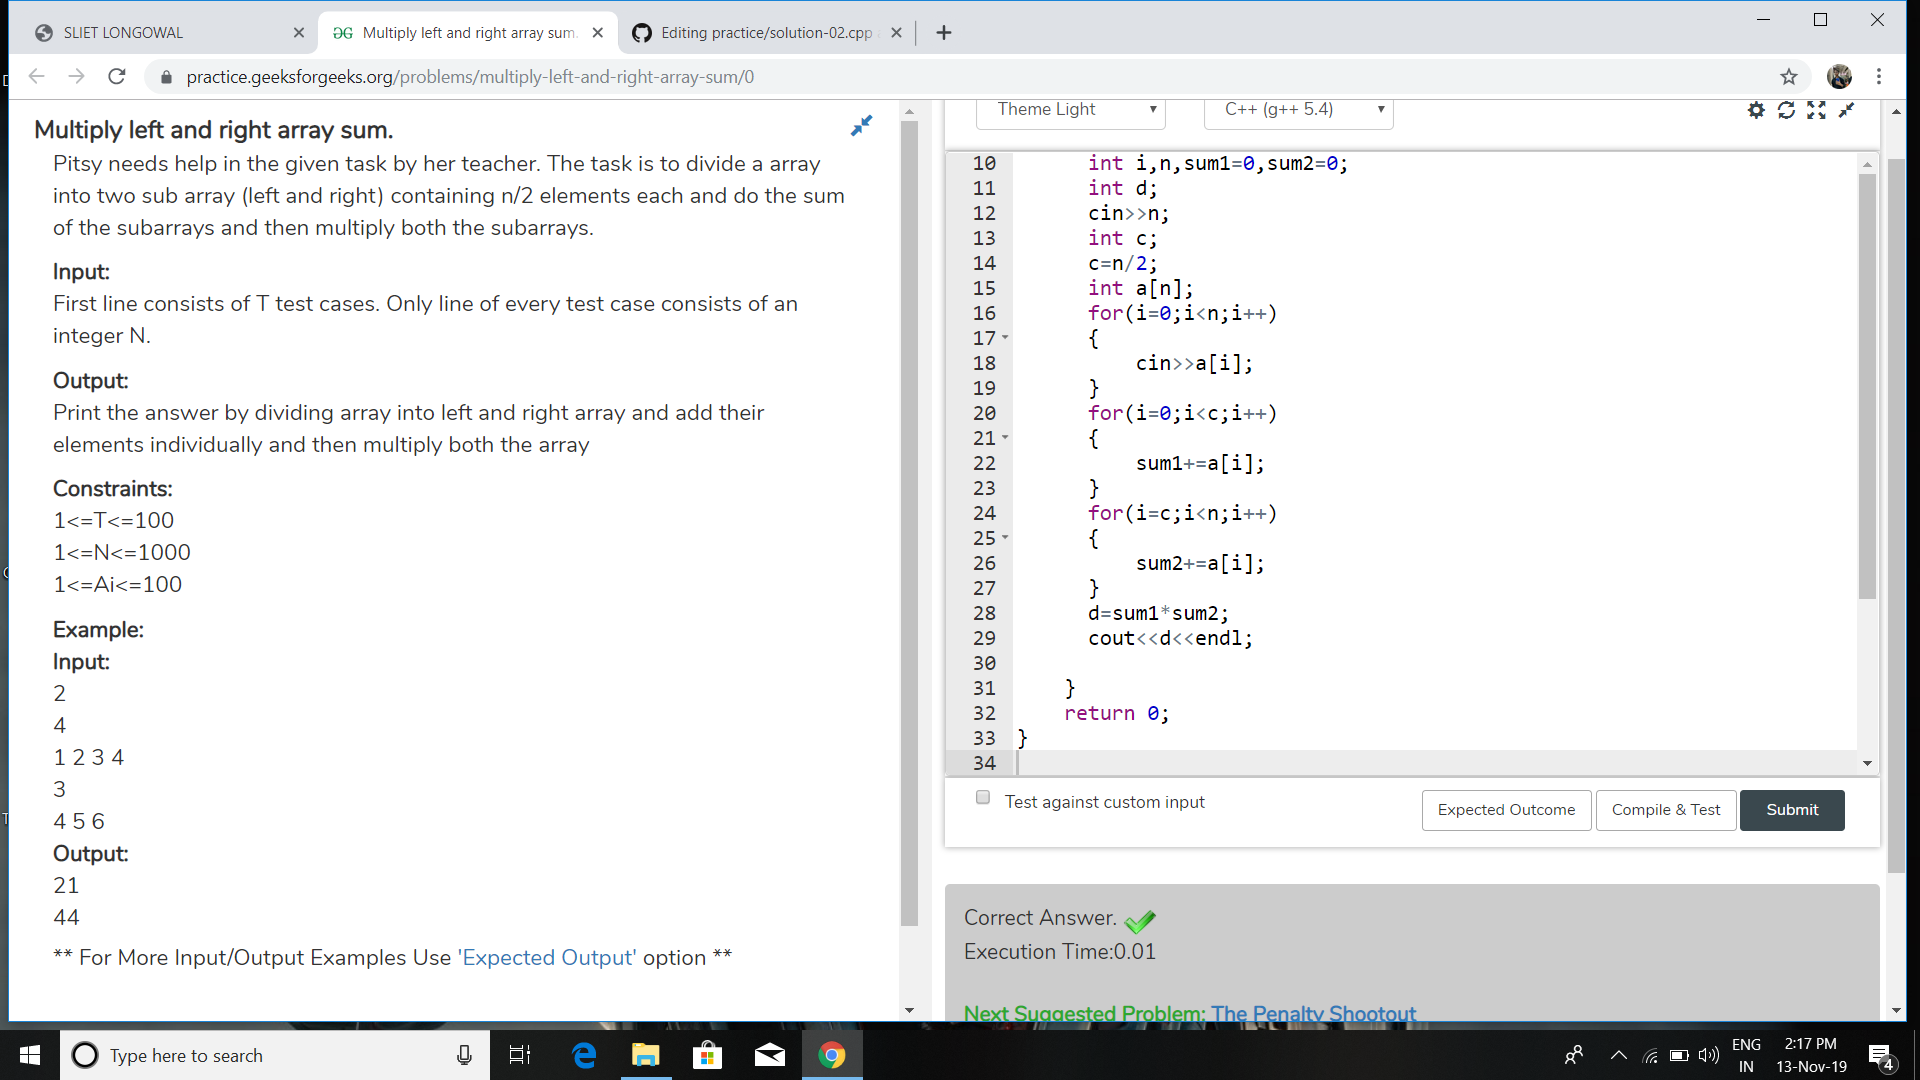 SLIET LONGOWAL
Multiply left and right array sum.
Editing practice/solution-02.cpp
practice.geeksforgeeks.org/problems/multiply-left-and-right-array-sum/0
Multiply left and right array sum.
Pitsy needs help in the given task by her teacher. The task is to divide a array
into two sub array (left and right) containing n/2 elements each and do the sum
of the subarrays and then multiply both the subarrays.
Input:
First line consists of T test cases. Only line of every test case consists of an
integer N.
Output:
Print the answer by dividing array into left and right array and add their
elements individually and then multiply both the array
Constraints:
1<=T<=100
1<=N<=1000
1<=Ai<=100
Example:
Input:
2
4
1 2 3 4
3
4 5 6
Output:
21
44
** For More Input/Output Examples Use 'Expected Output' option **
Theme Light
C++ (g++ 5.4)
10 int i,n,sum1=0,sum2=0;
11 int d;
12 cin>>n;
13 int c;
14 c=n/2;
15 int a[n];
16 for(i=0;i<n;i++)
17 {
18 cin>>a[i];
19 }
20 for(i=0;i<c;i++)
21 {
22 sum1+=a[i];
23 }
24 for(i=c;i<n;i++)
25 {
26 sum2+=a[i];
27 }
28 d=sum1*sum2;
29 cout<<d<<endl;
30
31 }
32 return 0;
33 }
34
Test against custom input
Expected Outcome
Compile & Test
Submit
Correct Answer.
Execution Time:0.01
Next Suggested Problem: The Penalty Shootout
Type here to search
ENG
IN
2:17 PM
13-Nov-19
4